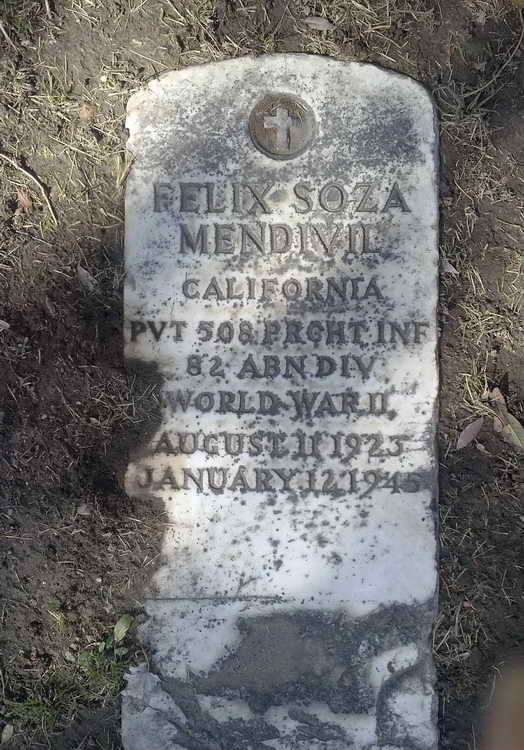 FELIX SOZA
MENDIVIL
CALIFORNIA
PVT 508 PRCHT INF
82 ABN DIV
WORLD WAR II
AUGUST 11 1923
JANUARY 12 1945